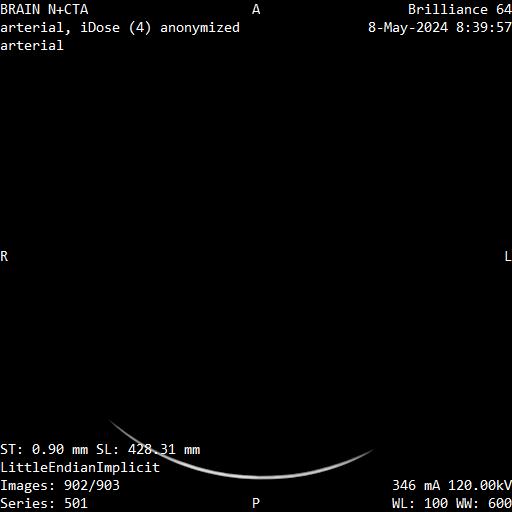 BRAIN N+CTA
A
Brilliance 64
arterial, iDose (4) anonymized
8-May-2024 8:39:57
arterial
R
L
ST: 0.90 mm SL: 428.31 mm
LittleEndianImplicit
Images: 902/903
346 mA 120.00kV
Series: 501
P
WL: 100 WW: 600